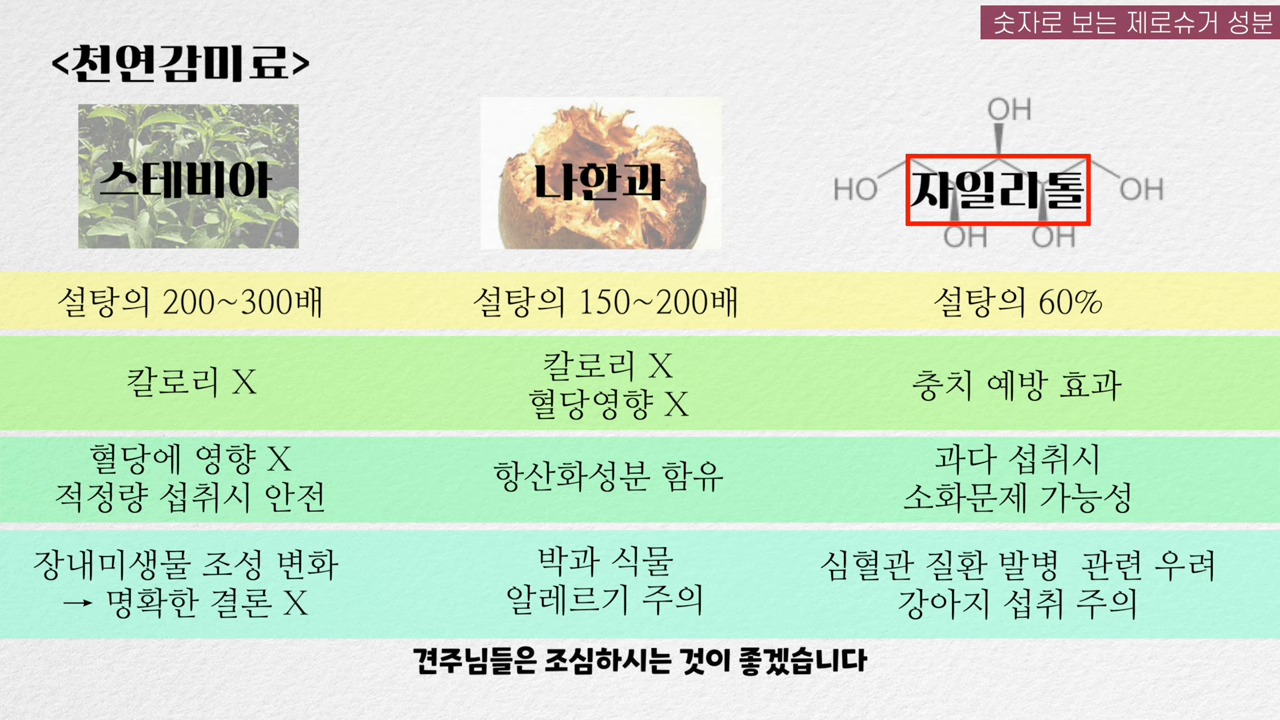 숫자로 보는 제로슈거 성분
<천연감미료>
스테비아
나한과
OH
HO
자일리톨
OH
OH
OH
설탕의 200~300배
설탕의 150~200배
설탕의 60%
칼로리 X
칼로리 X
혈당영향 X
충치 예방 효과
혈당에 영향 X
적정량 섭취시 안전
항산화성분 함유
과다 섭취시
소화문제 가능성
장내미생물 조성 변화
→ 명확한 결론 X
박과 식물
알레르기 주의
심혈관 질환 발병 관련 우려
강아지 섭취 주의
견주님들은 조심하시는 것이 좋겠습니다